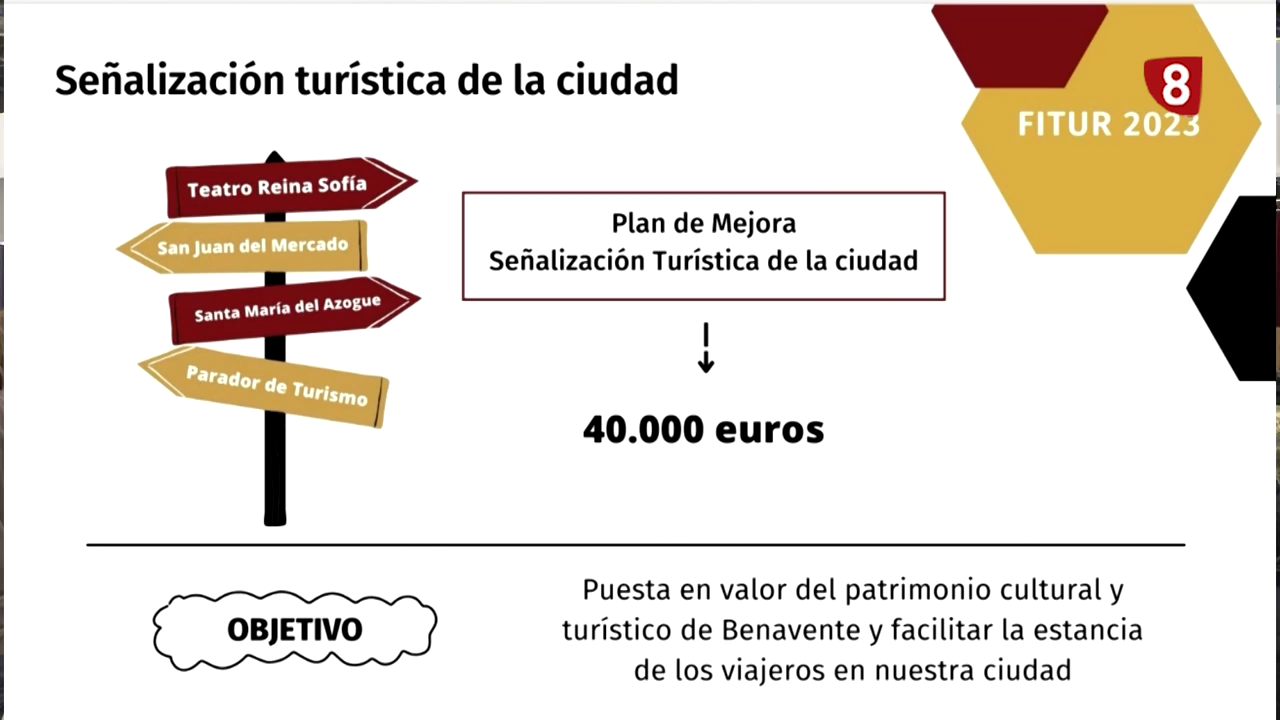 Señalización turística de la ciudad
8
FITUR 2023
Teatro Reina Sofía
San Juan del Mercado
Santa María del Azogue
Parador de Turismo
Plan de Mejora
Señalización Turística de la ciudad
40.000 euros
OBJETIVO
Puesta en valor del patrimonio cultural y
turístico de Benavente y facilitar la estancia
de los viajeros en nuestra ciudad